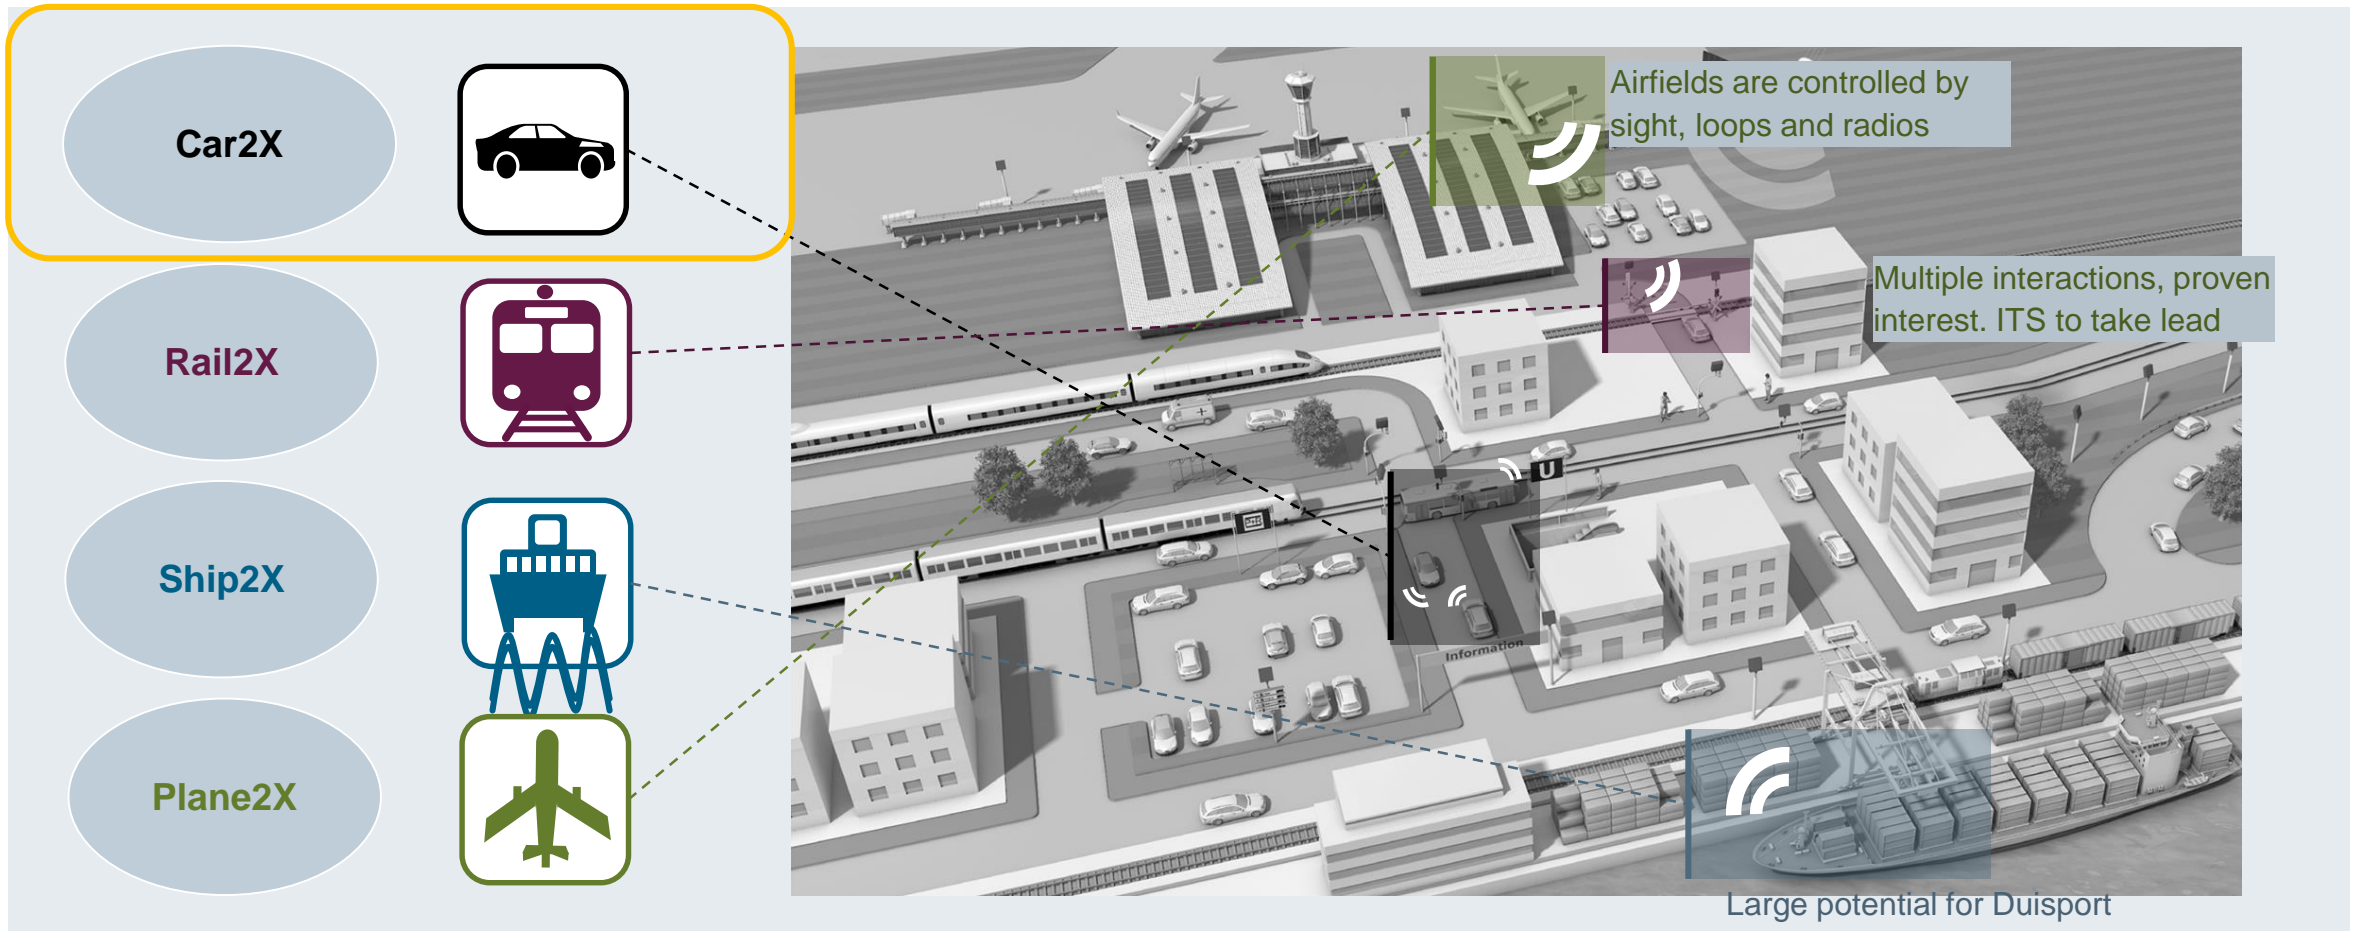 Car2X
Rail2X
Ship2X
Plane2X
Airfields are controlled by
sight, loops and radios
Multiple interactions, proven
interest. ITS to take lead
U
Information
Large potential for Duisport